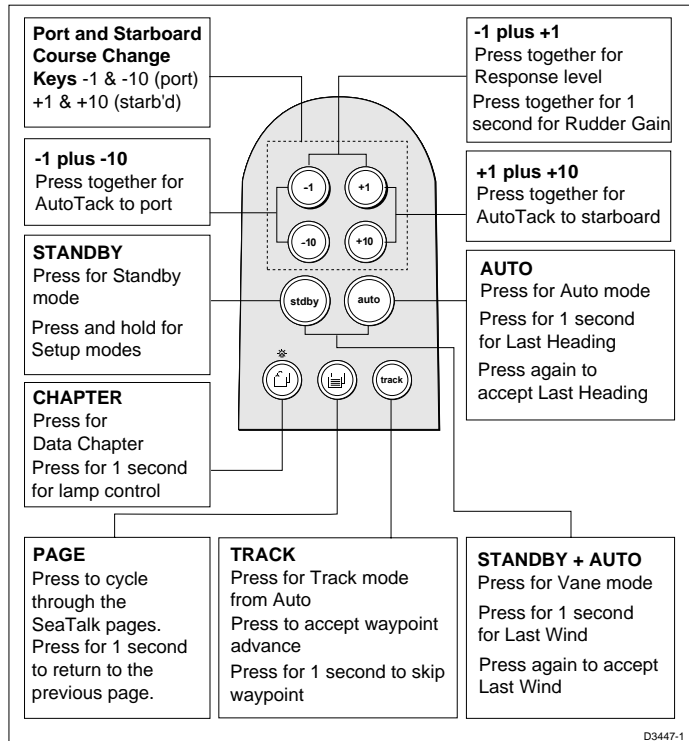 Port and Starboard
Course Change
Keys -1 & -10 (port)
+1 & +10 (starb'd)
-1 plus +1
Press together for
Response level
Press together for 1
second for Rudder Gain
-1 plus -10
Press together for
AutoTack to port
+1 plus +10
Press together for
AutoTack to starboard
-1
+1
-10
+10
STANDBY
Press for Standby
mode
Press and hold for
Setup modes
stdby
auto
AUTO
Press for Auto mode
Press for 1 second
for Last Heading
Press again to
accept Last Heading
track
CHAPTER
Press for
Data Chapter
Press for 1 second
for lamp control
PAGE
Press to cycle
through the
SeaTalk pages.
Press for 1 second
to return to the
previous page.
TRACK
Press for Track mode
from Auto
Press to accept waypoint
advance
Press for 1 second to skip
waypoint
STANDBY + AUTO
Press for Vane mode
Press for 1 second
for Last Wind
Press again to accept
Last Wind
D3447-1